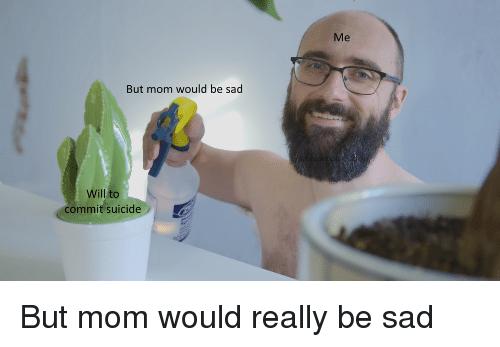 Me
But mom would be sad
Will to
commit suicide
But mom would really be sad